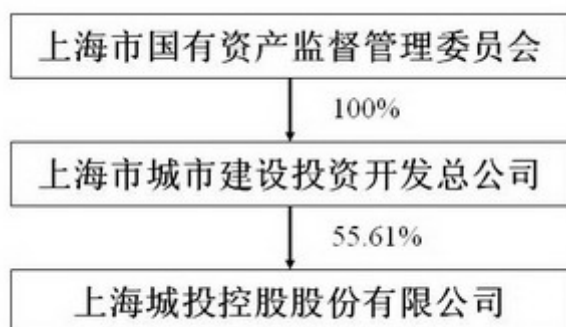 上海市国有资产监督管理委员会
100%
上海市城市建设投资开发总公司
55.61%
上海城投控股股份有限公司